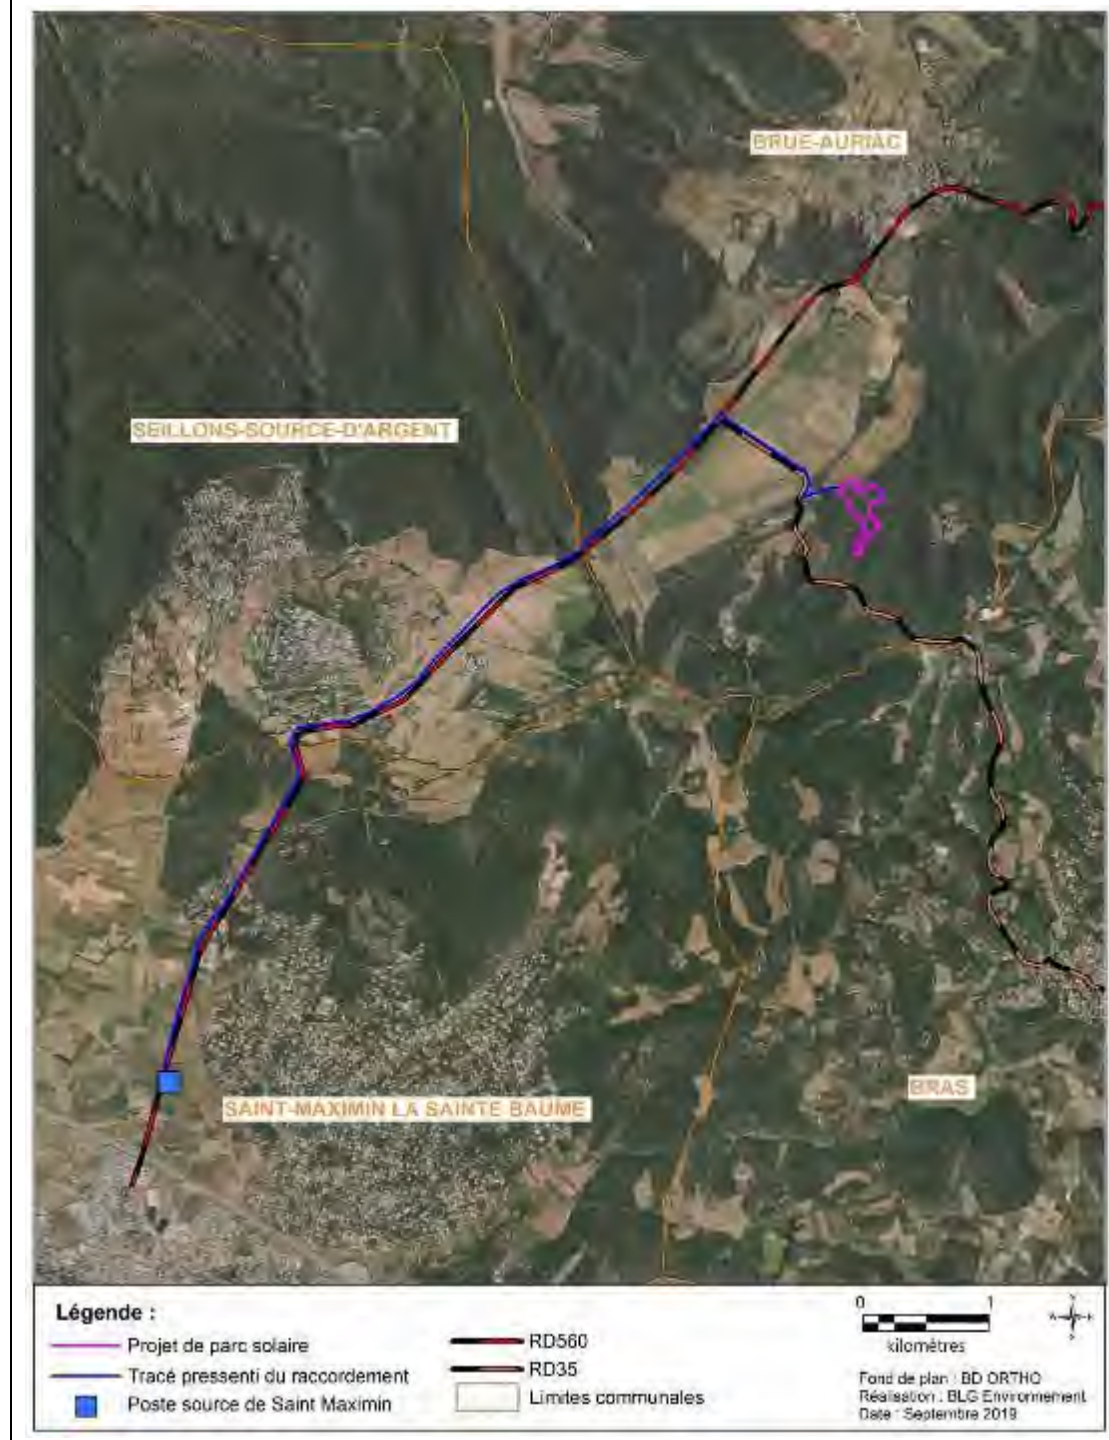 BRUE-AURIAC
SEILLONS-SOURCE-D'ARGENT
SAINT-MAXIMIN LA SAINTE BAUME
BRAS
Légende :
Projet de parc solaire
Tracé pressenti du raccordement
Poste source de Saint Maximin
RD560
RD35
Limites communales
0 1
kilomètres
Fond de plan : BD ORTHO
Réalisation : BLG Environnement
Date : Septembre 2019